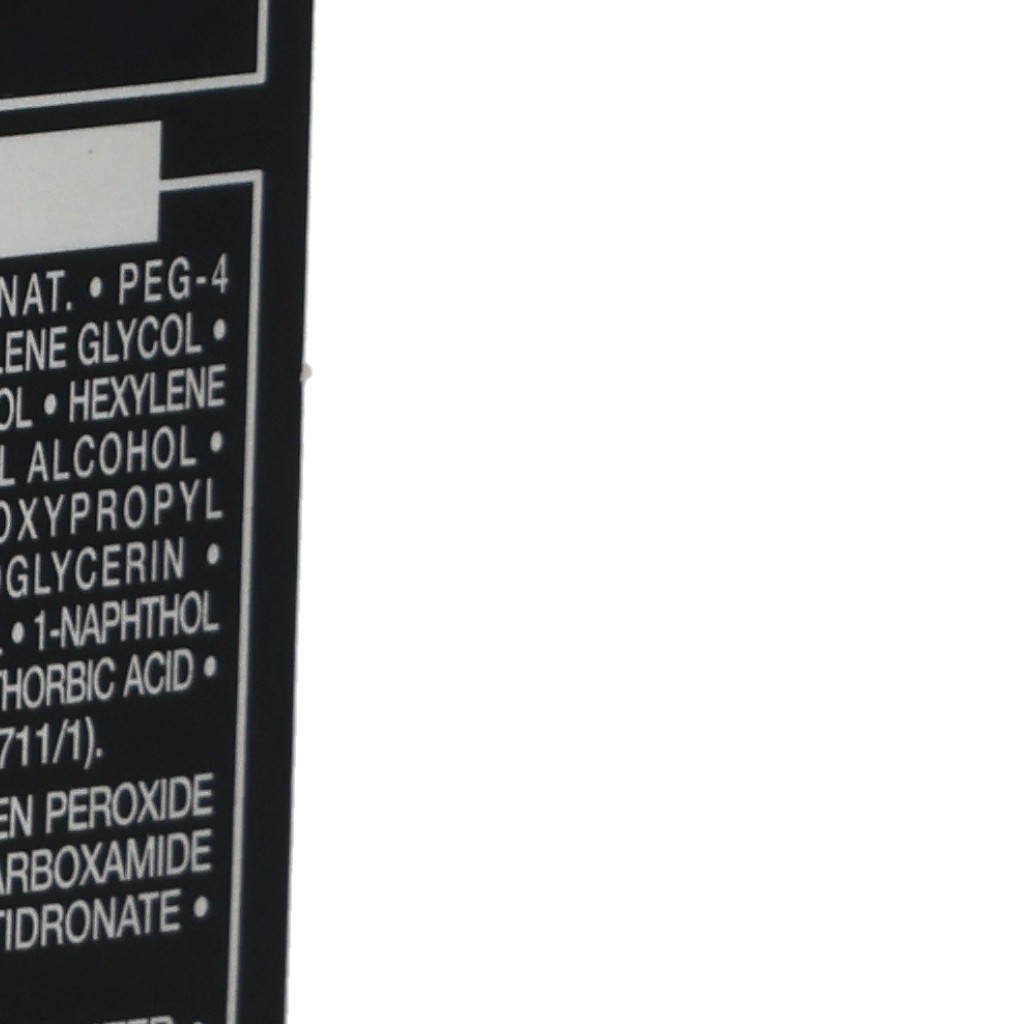 NAT. • PEG-4
LENE GLYCOL •
OL • HEXYLENE
L ALCOHOL •
OXYPROPYL
OGLYCERIN •
• 1-NAPHTHOL
THORBIC ACID •
711/1).
EN PEROXIDE
ARBOXAMIDE
TIDRONATE •